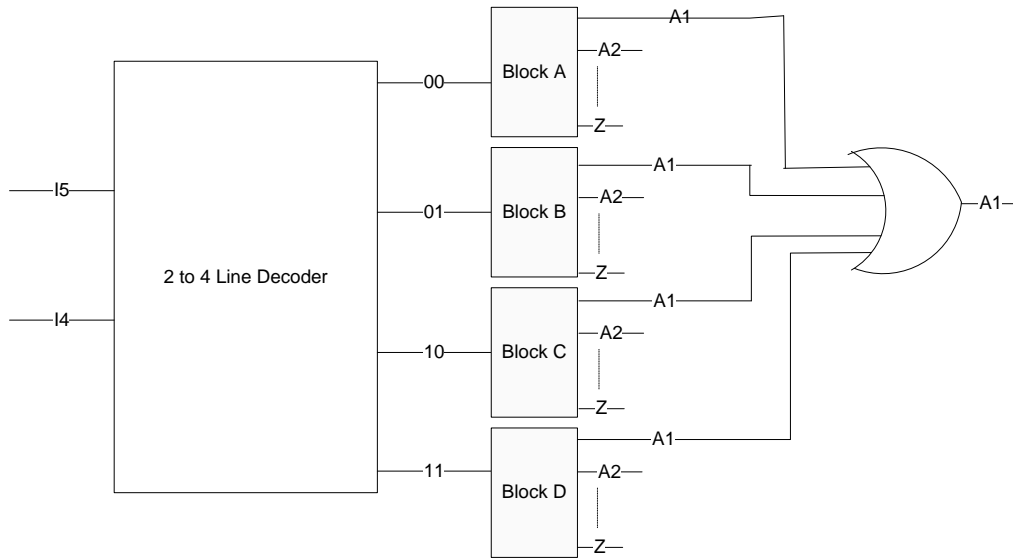 A1
Block A
A2
00
Z
I5
A1
A1
A2
01
Block B
Z
2 to 4 Line Decoder
I4
A1
A2
10
Block C
Z
A1
11
A2
Block D
Z